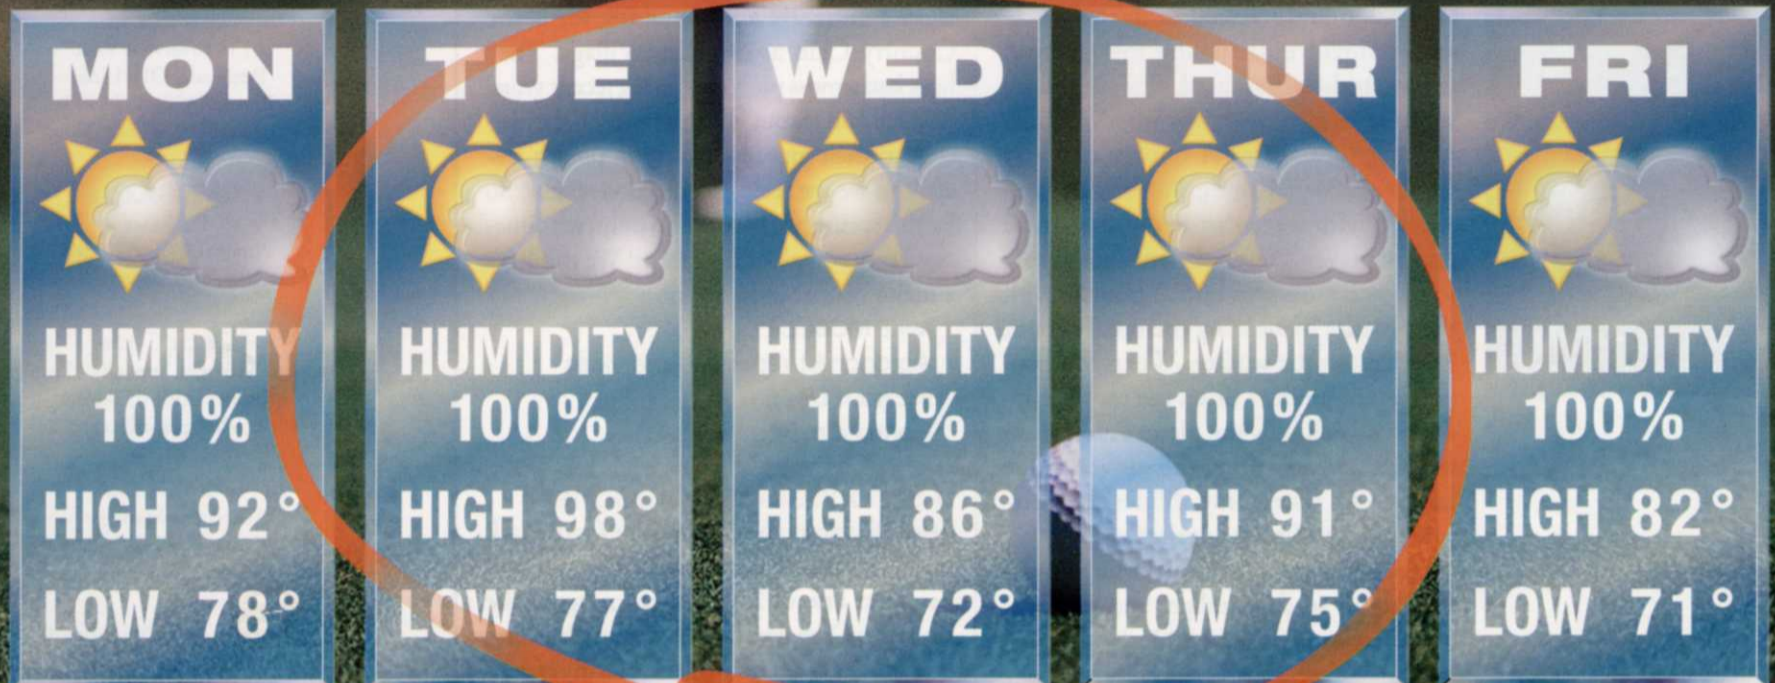 MON
HUMIDITY
100%
HIGH 92°
LOW 78°
TUE
HUMIDITY
100%
HIGH 98°
LOW 77°
WED
HUMIDITY
100%
HIGH 86°
LOW 72°
THUR
HUMIDITY
100%
HIGH 91°
LOW 75°
FRI
HUMIDITY
100%
HIGH 82°
LOW 71°